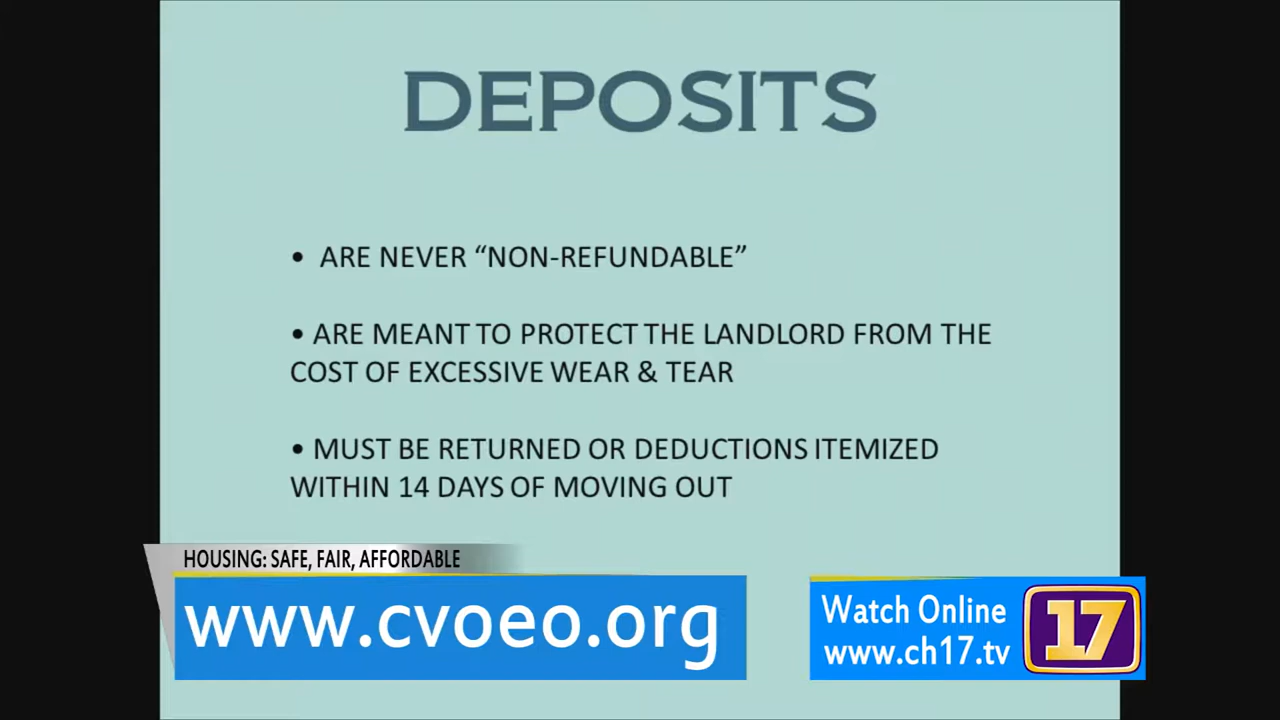 DEPOSITS
• ARE NEVER “NON-REFUNDABLE”
• ARE MEANT TO PROTECT THE LANDLORD FROM THE
COST OF EXCESSIVE WEAR & TEAR
• MUST BE RETURNED OR DEDUCTIONS ITEMIZED
WITHIN 14 DAYS OF MOVING OUT
HOUSING: SAFE, FAIR, AFFORDABLE
www.cvoeo.org
Watch Online
www.ch17.tv
17